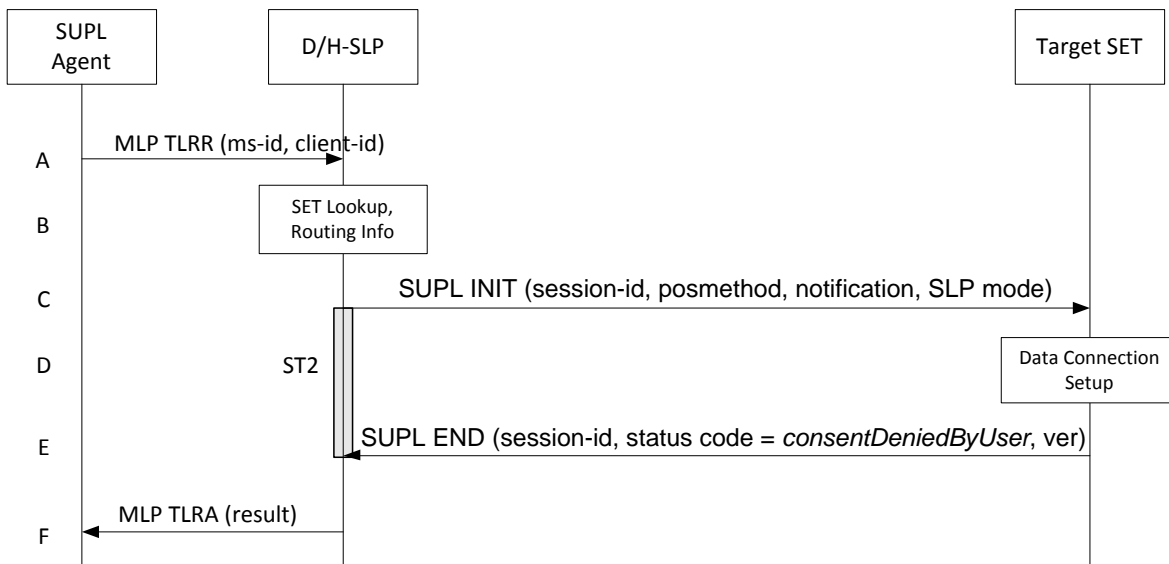 SUPL
Agent
D/H-SLP
Target SET
A
MLP TLRR (ms-id, client-id)
B
SET Lookup,
Routing Info
C
SUPL INIT (session-id, posmethod, notification, SLP mode)
D
ST2
Data Connection
Setup
E
SUPL END (session-id, status code = consentDeniedByUser, ver)
F
MLP TLRA (result)